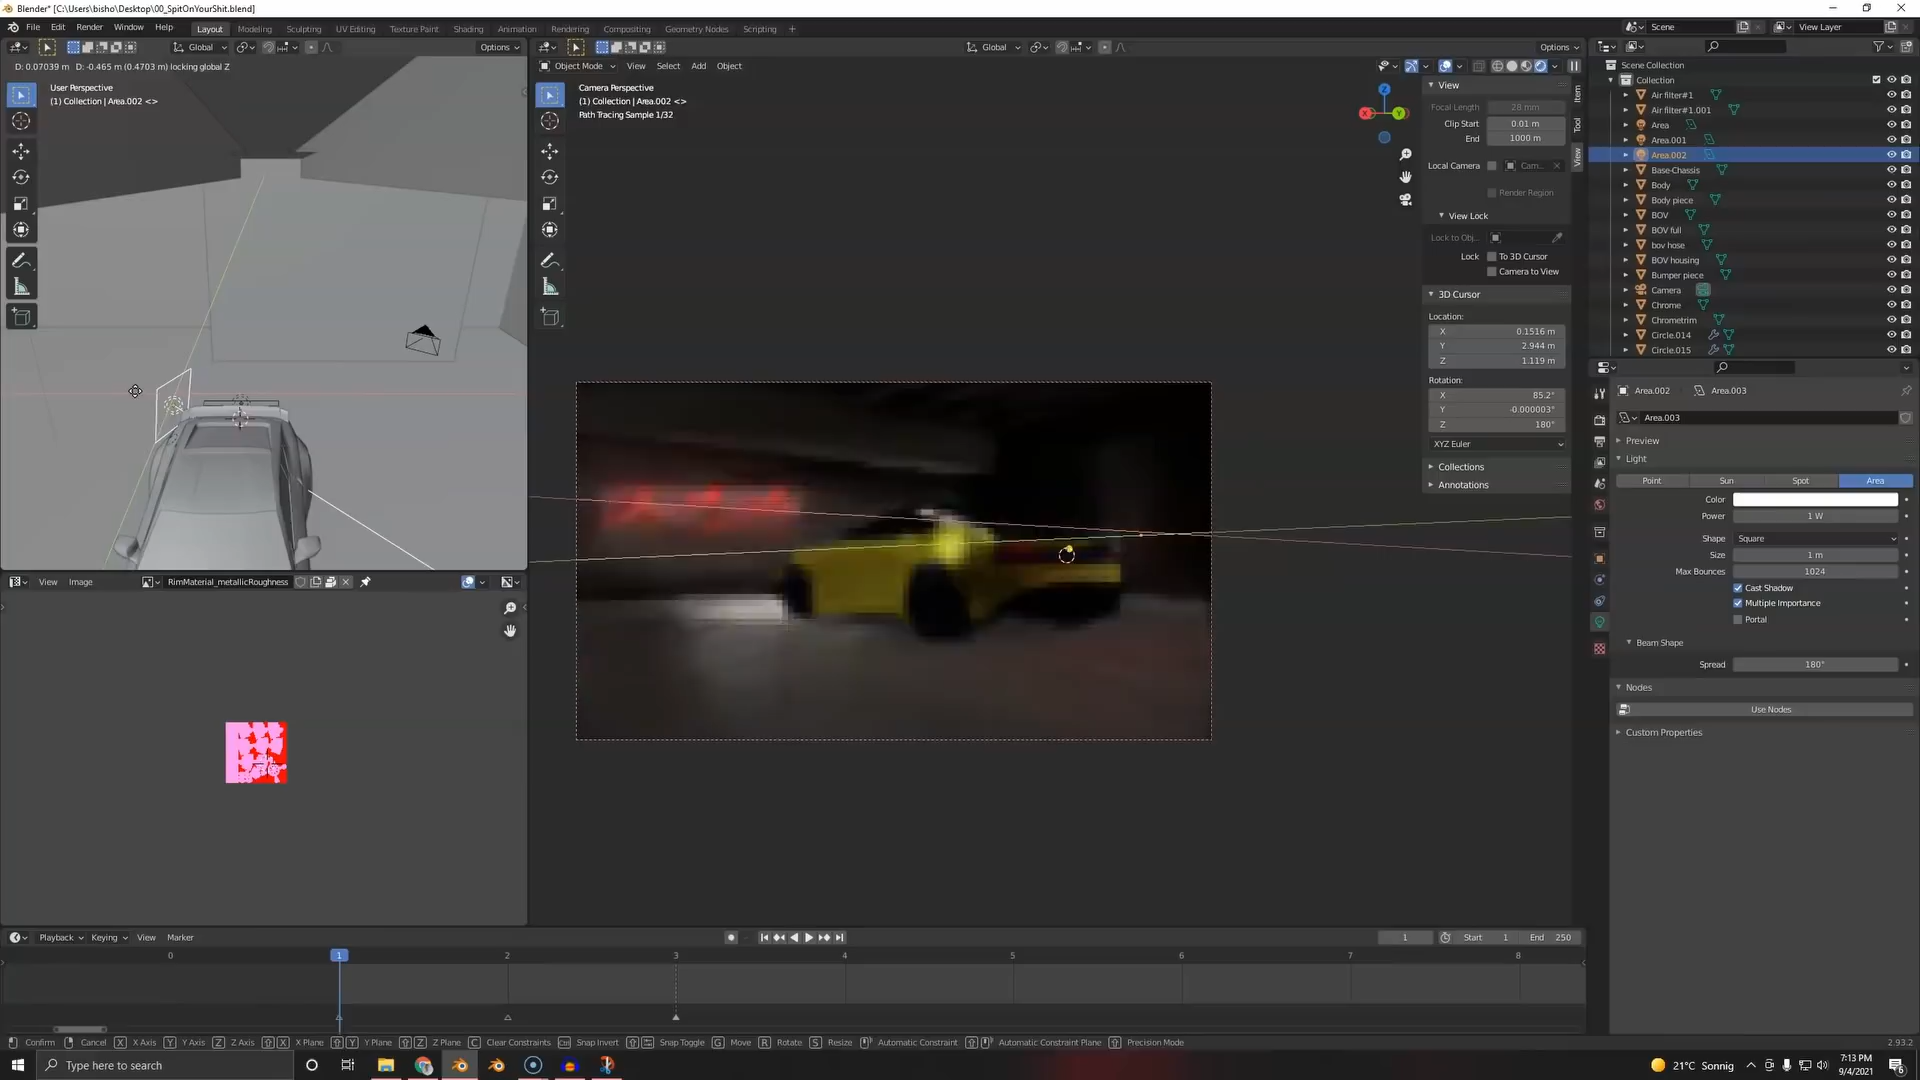 Blender* [C:\Users\bisho\Desktop\00_SpitOnYourShit.blend]
File Edit Render Window Help
Layout Modeling Sculpting UV Editing Texture Paint Shading Animation Rendering Compositing Geometry Nodes Scripting +
Scene
View Layer
Global
Options
Global
Options
D: 0.07039 m D: -0.465 m (0.4703 m) locking global Z
Object Mode View Select Add Object
User Perspective
(1) Collection | Area.002 <>
Camera Perspective
(1) Collection | Area.002 <>
Path Tracing Sample 1/32
Z
X
Y
View
Focal Length 28 mm
Clip Start 0.01 m
End 1000 m
Local Camera Cam...
Render Region
View Lock
Lock to Obj...
Lock To 3D Cursor
Camera to View
3D Cursor
Location:
X 0.1516 m
Y 2.944 m
Z 1.119 m
Rotation:
X 85.2°
Y -0.000003°
Z 180°
XYZ Euler
Collections
Annotations
Item
Tool
View
Scene Collection
Collection
Air filter#1
Air filter#1.001
Area
Area.001
Area.002
Base-Chassis
Body
Body piece
BOV
BOV full
bov hose
BOV housing
Bumper piece
Camera
Chrome
Chrometrim
Circle.014
Circle.015
Area.002 Area.003
Area.003
Preview
Light
Point Sun Spot Area
Color
Power 1 W
Shape Square
Size 1 m
Max Bounces 1024
Cast Shadow
Multiple Importance
Portal
Beam Shape
Spread 180°
Nodes
Use Nodes
Custom Properties
View Image RimMaterial_metallicRoughness
Playback Keying View Marker
1 Start 1 End 250
0 1 2 3 4 5 6 7 8
Confirm Cancel X X Axis Y Y Axis Z Z Axis X X Plane Y Y Plane Z Z Plane C Clear Constraints Ctrl Snap Invert Snap Toggle G Move R Rotate S Resize Automatic Constraint Automatic Constraint Plane Precision Mode
2.93.2
Type here to search
21°C Sonnig
7:13 PM
9/4/2021